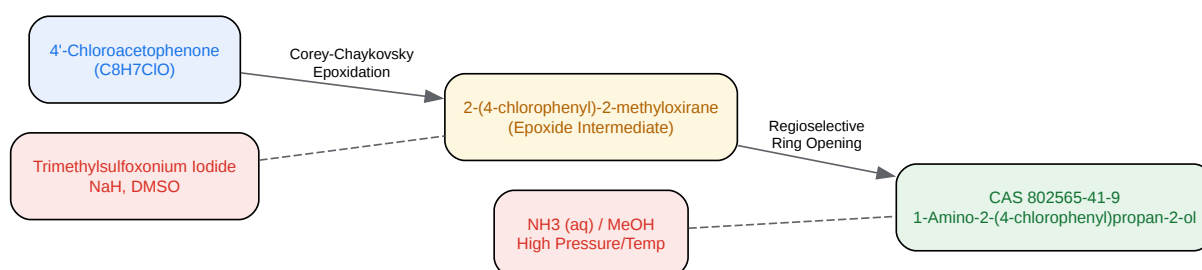 4'-Chloroacetophenone
(C8H7ClO)
Corey-Chaykovsky
Epoxidation
Trimethylsulfoxonium Iodide
NaH, DMSO
2-(4-chlorophenyl)-2-methyloxirane
(Epoxide Intermediate)
Regioselective
Ring Opening
NH3 (aq) / MeOH
High Pressure/Temp
CAS 802565-41-9
1-Amino-2-(4-chlorophenyl)propan-2-ol